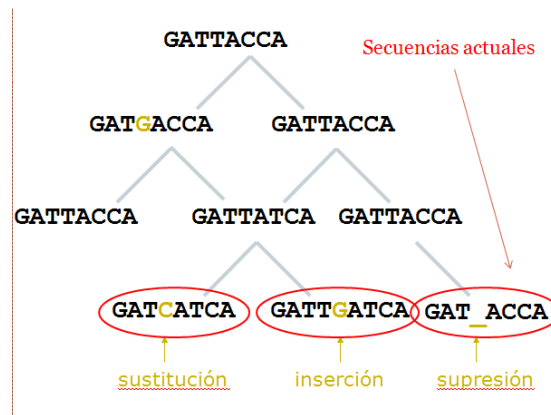 GATTACCA
Secuencias actuales
GATGACCA GATTACCA
GATTACCA GATTATCA GATTACCA
GATCATCA GATTGATCA GAT_ACCA
sustitución inserción supresión